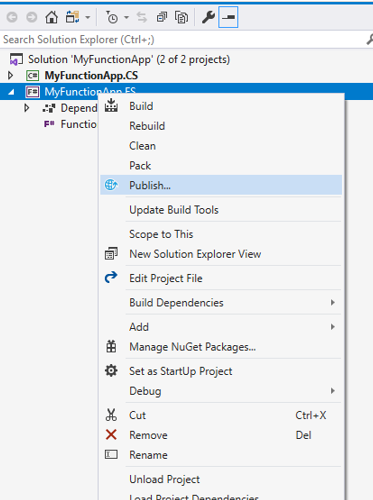 Search Solution Explorer (Ctrl+;)
Solution 'MyFunctionApp' (2 of 2 projects)
C# MyFunctionApp.CS
F# MyFunctionApp.FS
Depend
F# Functio
Build
Rebuild
Clean
Pack
Publish...
Update Build Tools
Scope to This
New Solution Explorer View
Edit Project File
Build Dependencies
Add
Manage NuGet Packages...
Set as StartUp Project
Debug
Cut Ctrl+X
Remove Del
Rename
Unload Project
Load Project Dependencies